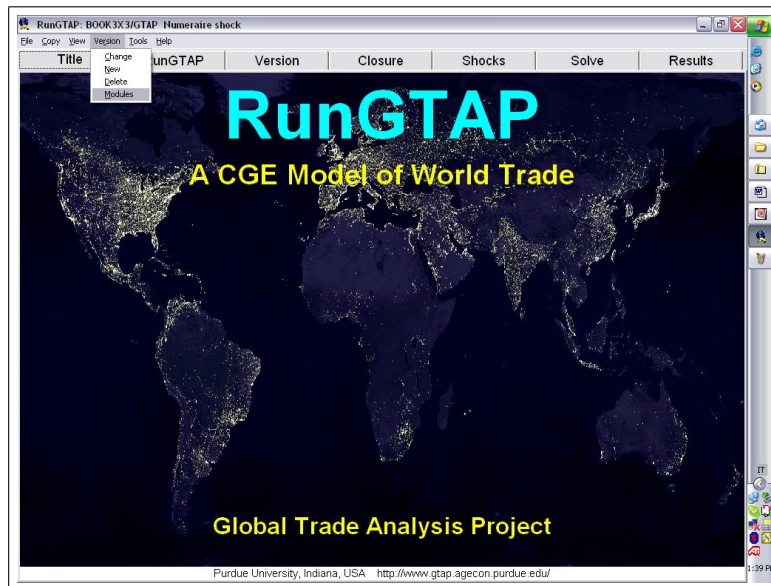 RunGTAP: BOOK3X3/GTAP Numeraire shock
File Copy View Version Tools Help
Title RunGTAP Version Closure Shocks Solve Results
Change
New
Delete
Modules
RunGTAP
A CGE Model of World Trade
Global Trade Analysis Project
Purdue University, Indiana, USA http://www.gtap.agecon.purdue.edu/
IT
1:39 PM